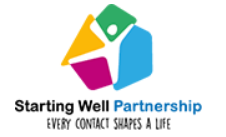 Starting Well Partnership
EVERY CONTACT SHAPES A LIFE